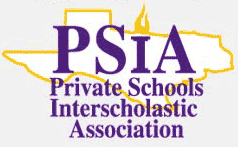 PSiA
Private Schools
Interscholastic
Association